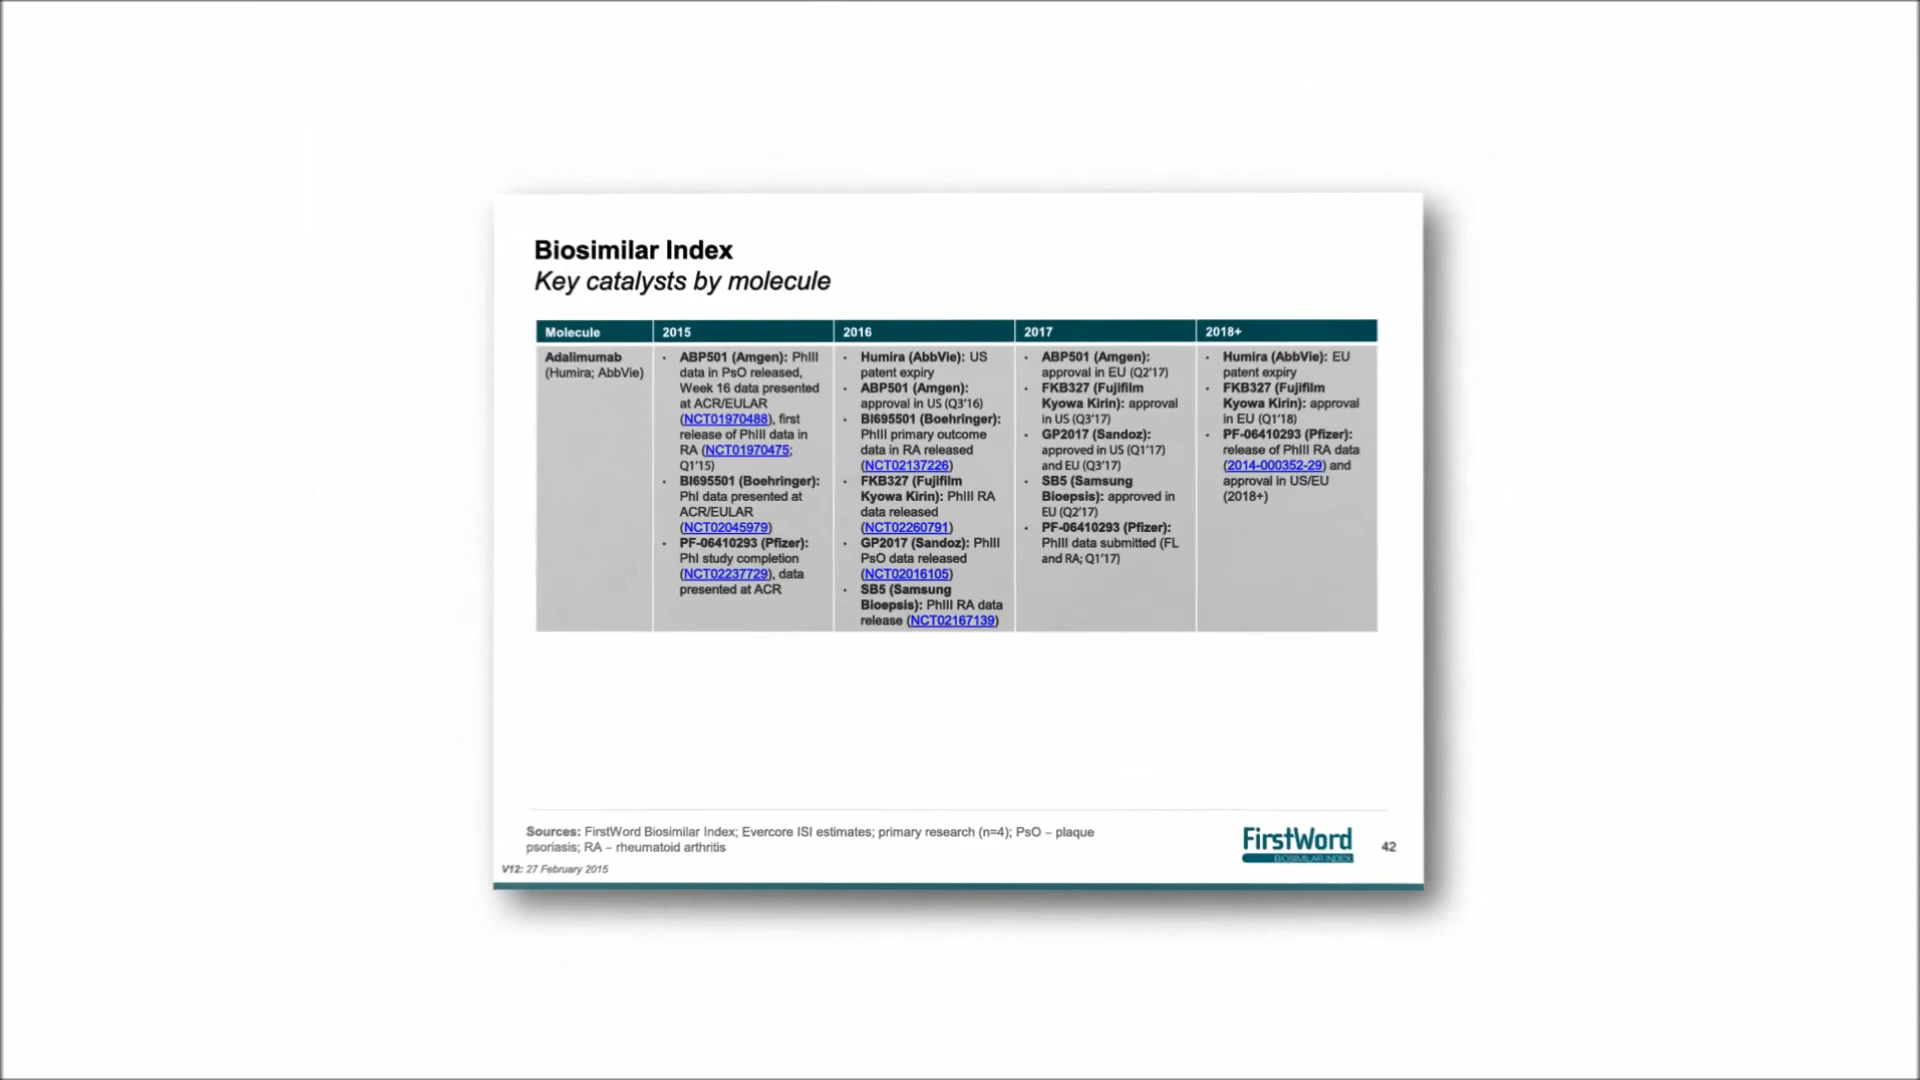 Biosimilar Index
Key catalysts by molecule
Molecule
2015
2016
2017
2018+
Adalimumab
(Humira; AbbVie)
· ABP501 (Amgen): PhIII
data in PsO released,
Week 16 data presented
at ACR/EULAR
(NCT01970488), first
release of PhIII data in
RA (NCT01970475;
Q1'15)
· BI695501 (Boehringer):
PhI data presented at
ACR/EULAR
(NCT02045979)
· PF-06410293 (Pfizer):
PhI study completion
(NCT02237729), data
presented at ACR
· Humira (AbbVie): US
patent expiry
· ABP501 (Amgen):
approval in US (Q3'16)
· BI695501 (Boehringer):
PhIII primary outcome
data in RA released
(NCT02137226)
· FKB327 (Fujifilm
Kyowa Kirin): PhIII RA
data released
(NCT02260791)
· GP2017 (Sandoz): PhIII
PsO data released
(NCT02016105)
· SB5 (Samsung
Bioepsis): PhIII RA data
release (NCT02167139)
· ABP501 (Amgen):
approval in EU (Q2'17)
· FKB327 (Fujifilm
Kyowa Kirin): approval
in US (Q3'17)
· GP2017 (Sandoz):
approved in US (Q1'17)
and EU (Q3'17)
· SB5 (Samsung
Bioepsis): approved in
EU (Q2'17)
· PF-06410293 (Pfizer):
PhIII data submitted (FL
and RA; Q1'17)
· Humira (AbbVie): EU
patent expiry
· FKB327 (Fujifilm
Kyowa Kirin): approval
in EU (Q1'18)
· PF-06410293 (Pfizer):
release of PhIII RA data
(2014-000352-29) and
approval in US/EU
(2018+)
Sources: FirstWord Biosimilar Index; Evercore ISI estimates; primary research (n=4); PsO – plaque
psoriasis; RA – rheumatoid arthritis
V12: 27 February 2015
FirstWord
BIOSIMILAR INDEX
42